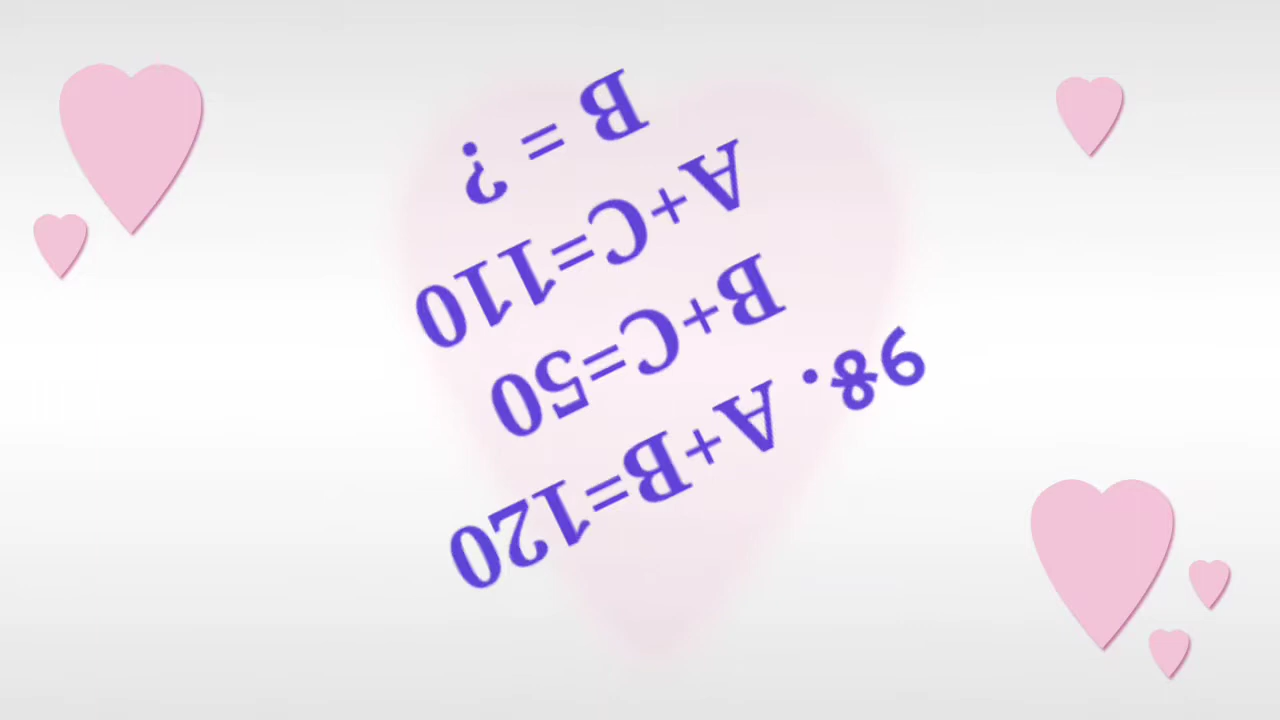 98. A+B=120
B+C=50
A+C=110
B = ?